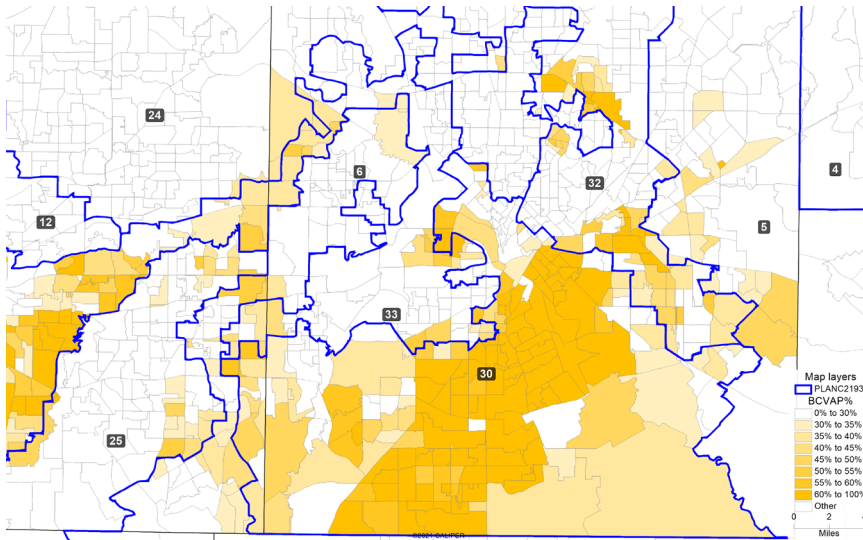 24
6
32
4
12
5
33
30
25
Map layers
PLANC2193
BCVAP%
0% to 30%
30% to 35%
35% to 40%
40% to 45%
45% to 50%
50% to 55%
55% to 60%
60% to 100%
Other
0 2 4
Miles
©2021 CALIPER